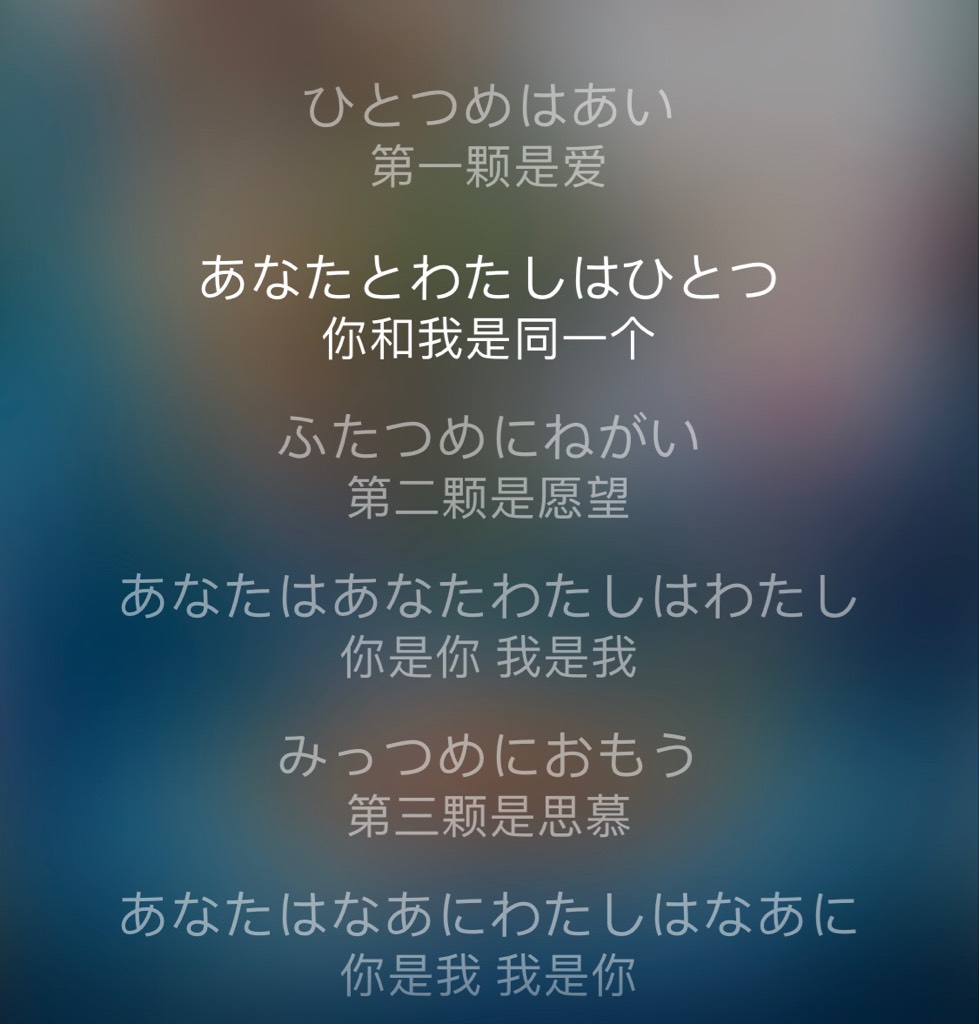 ひとつめはあい
第一颗是爱
あなたとわたしはひとつ
你和我是同一个
ふたつめにねがい
第二颗是愿望
あなたはあなたわたしはわたし
你是你 我是我
みっつめにおもう
第三颗是思慕
あなたはなあにわたしはなあに
你是我 我是你